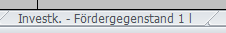 Investk. - Fördergegenstand 1 l